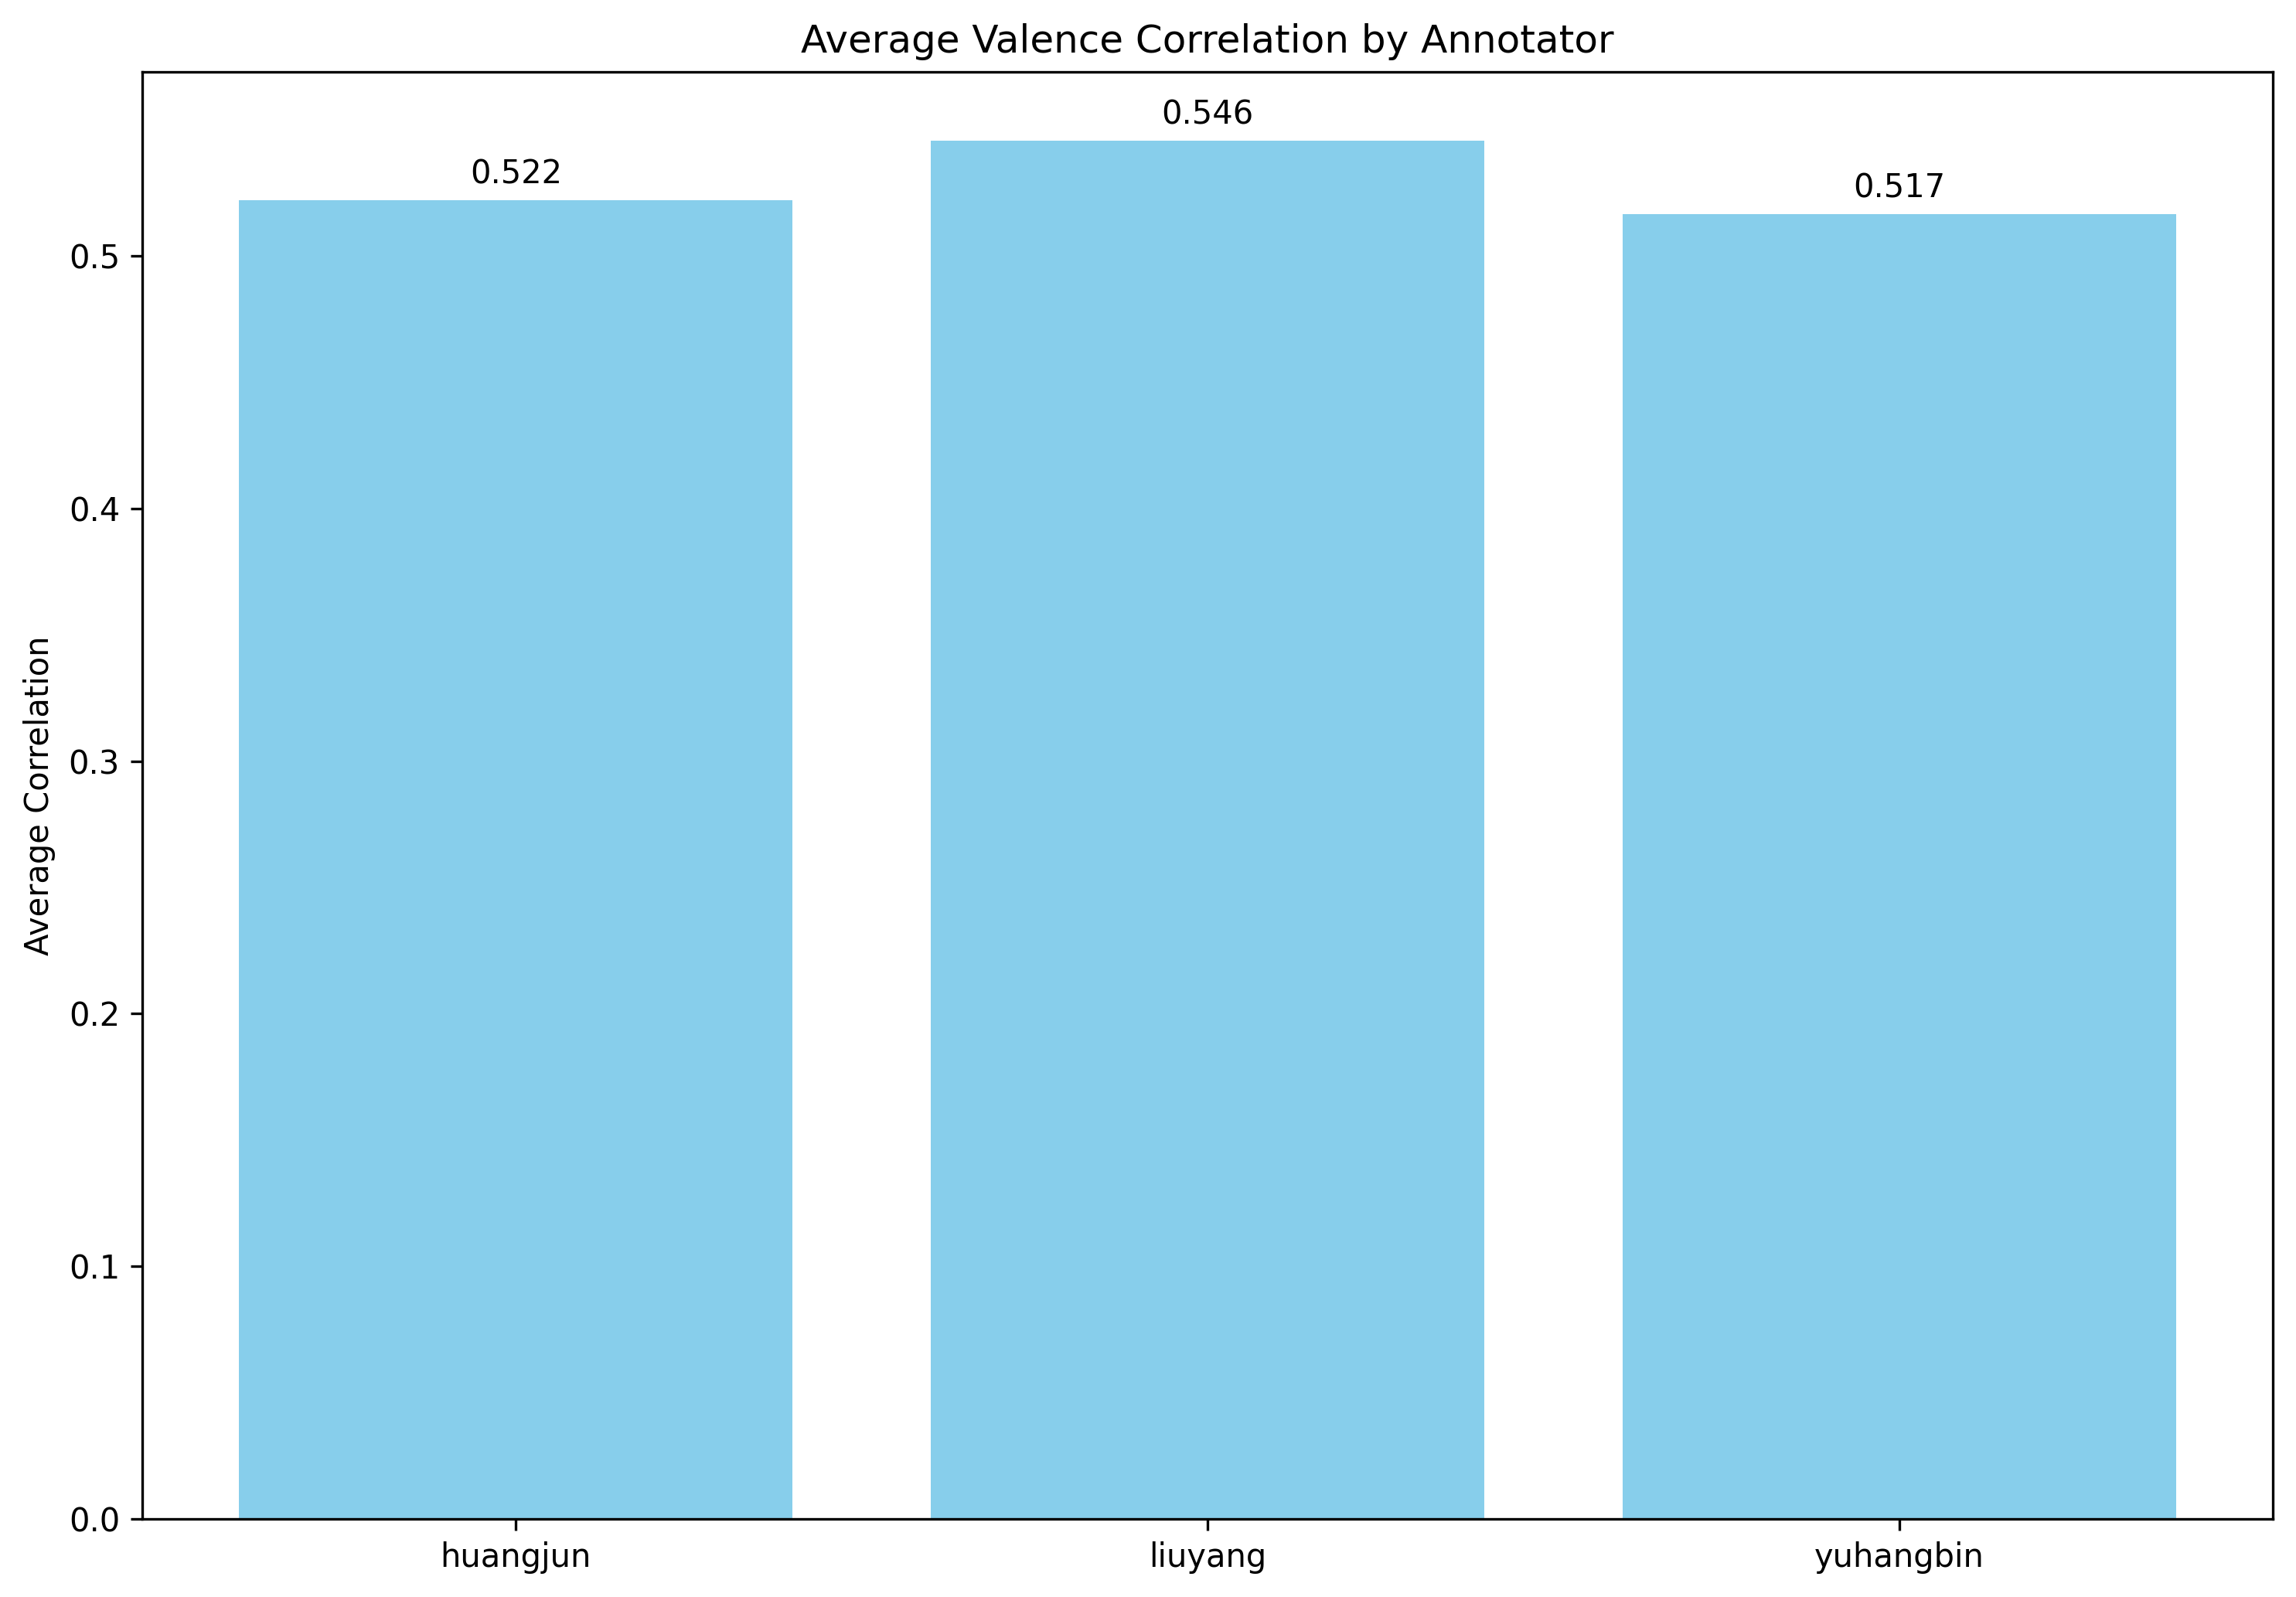 Average Valence Correlation by Annotator
0.546
0.522
0.517
0.5
0.4
0.3
0.2
0.1
0.0
Average Correlation
huangjun
liuyang
yuhangbin